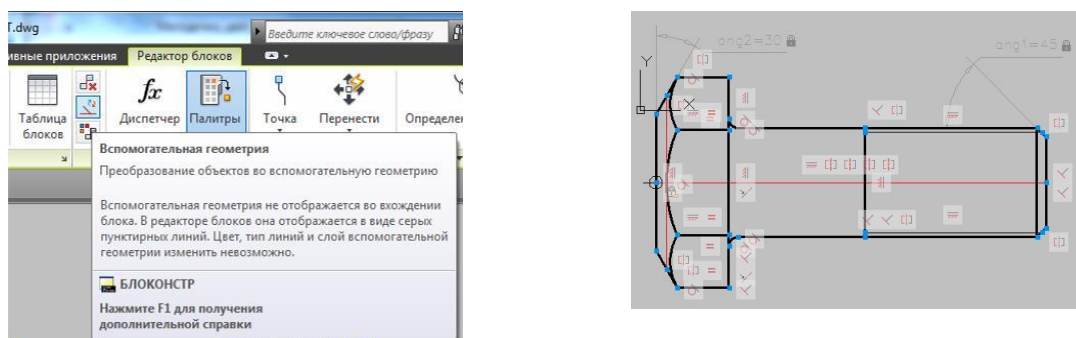 T.dwg
Введите ключевое слово/фразу
ивные приложения Редактор блоков
Таблица блоков
Диспетчер
Палитры
Точка
Перенести
Определен
Вспомогательная геометрия
Преобразование объектов во вспомогательную геометрию
Вспомогательная геометрия не отображается во вхождении
блока. В редакторе блоков она отображается в виде серых
пунктирных линий. Цвет, тип линий и слой вспомогательной
геометрии изменить невозможно.
БЛОКОНСТР
Нажмите F1 для получения
дополнительной справки
ang2=30
ang1=45
Y
X